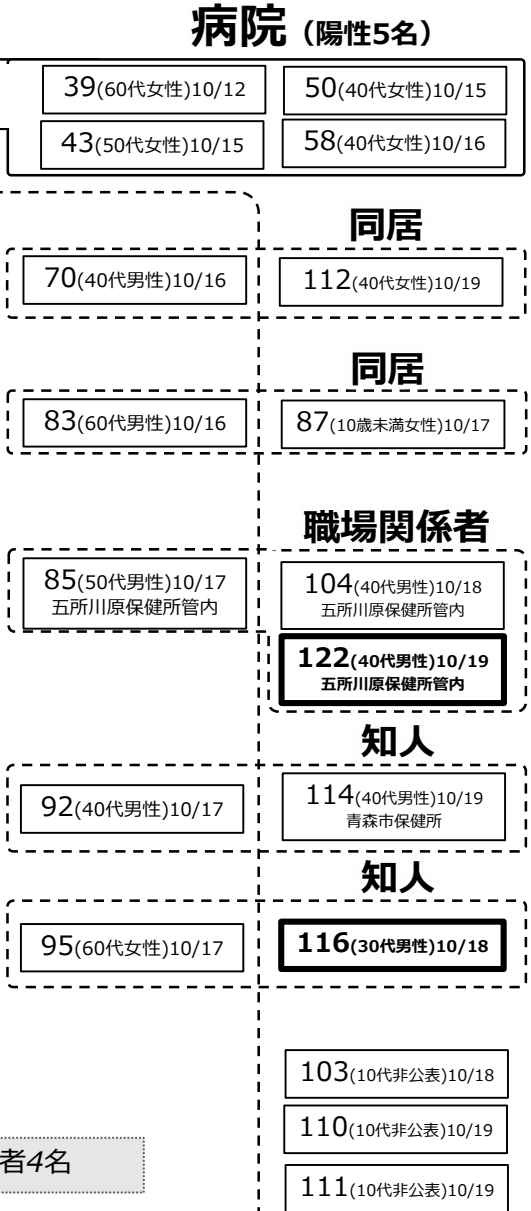 病院（陽性5名）
39(60代女性)10/12
50(40代女性)10/15
43(50代女性)10/15
58(40代女性)10/16
同居
70(40代男性)10/16
112(40代女性)10/19
同居
83(60代男性)10/16
87(10歳未満女性)10/17
職場関係者
85(50代男性)10/17
五所川原保健所管内
104(40代男性)10/18
五所川原保健所管内
122(40代男性)10/19
五所川原保健所管内
知人
92(40代男性)10/17
114(40代男性)10/19
青森市保健所
知人
95(60代女性)10/17
116(30代男性)10/18
103(10代非公表)10/18
110(10代非公表)10/19
者4名
111(10代非公表)10/19